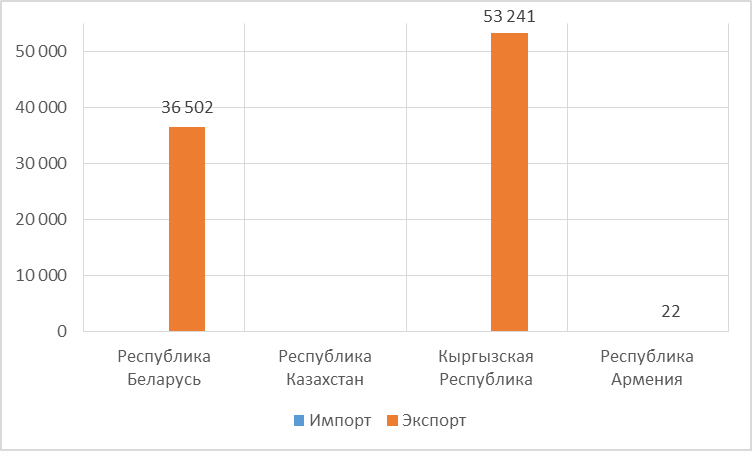 53 241
50 000
40 000
36 502
30 000
20 000
10 000
22
0
Республика Беларусь
Республика Казахстан
Кыргызская Республика
Республика Армения
Импорт
Экспорт